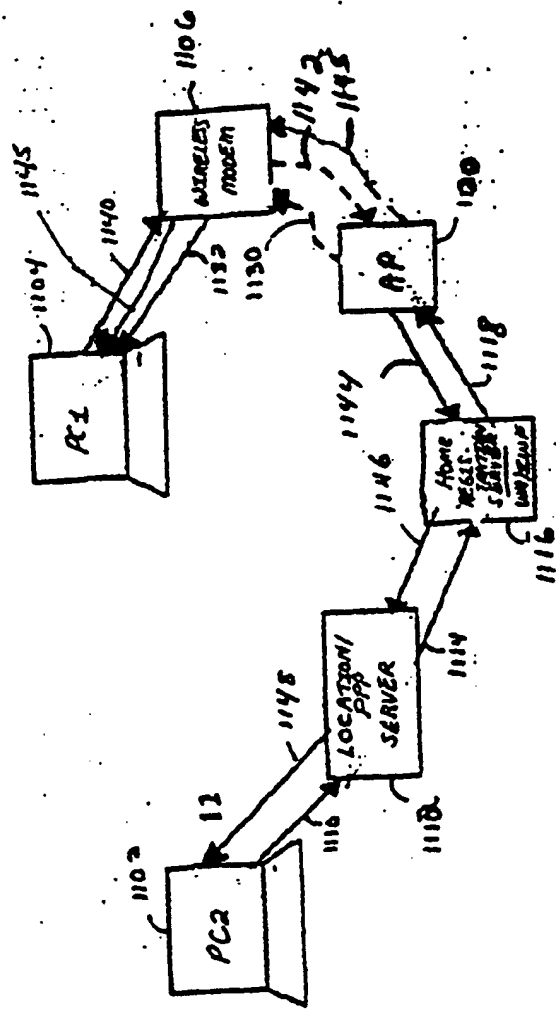 1104
PC1
1145
1140
1132
1106
WIRELESS
MODEM
1130
1142
1145
AP
1144
1118
HOME
REGIS-
TRATION
SERVER
1116
1146
1114
LOCATION/
PPP
SERVER
1112
1148
12
1110
1102
PC2